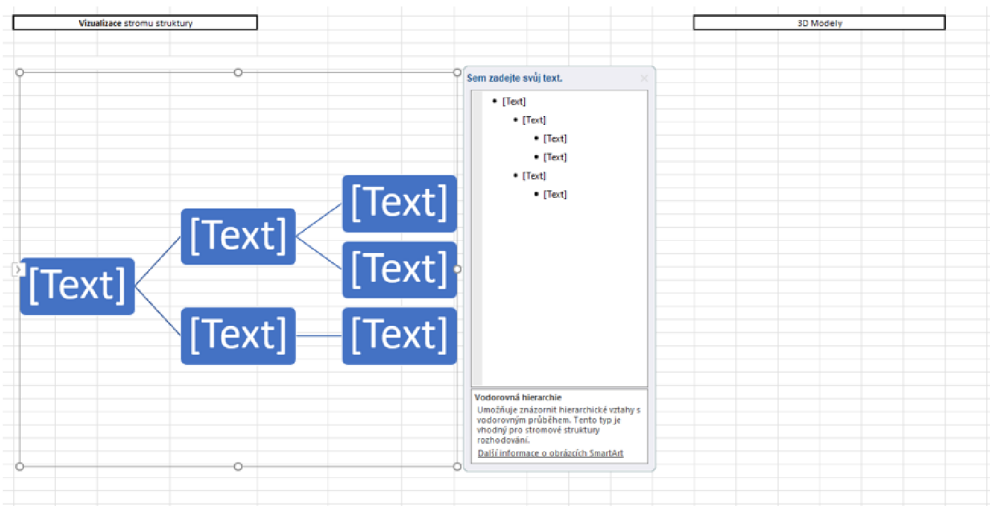 Vizualizace stromu struktury
3D Modely
[Text]
[Text]
[Text]
[Text]
[Text]
[Text]
Sem zadejte svůj text.
• [Text]
• [Text]
• [Text]
• [Text]
• [Text]
• [Text]
Vodorovná hierarchie
Umožňuje znázornit hierarchické vztahy s
vodorovným průběhem. Tento typ je
vhodný pro stromové struktury
rozhodování.
Další informace o obrázcích SmartArt